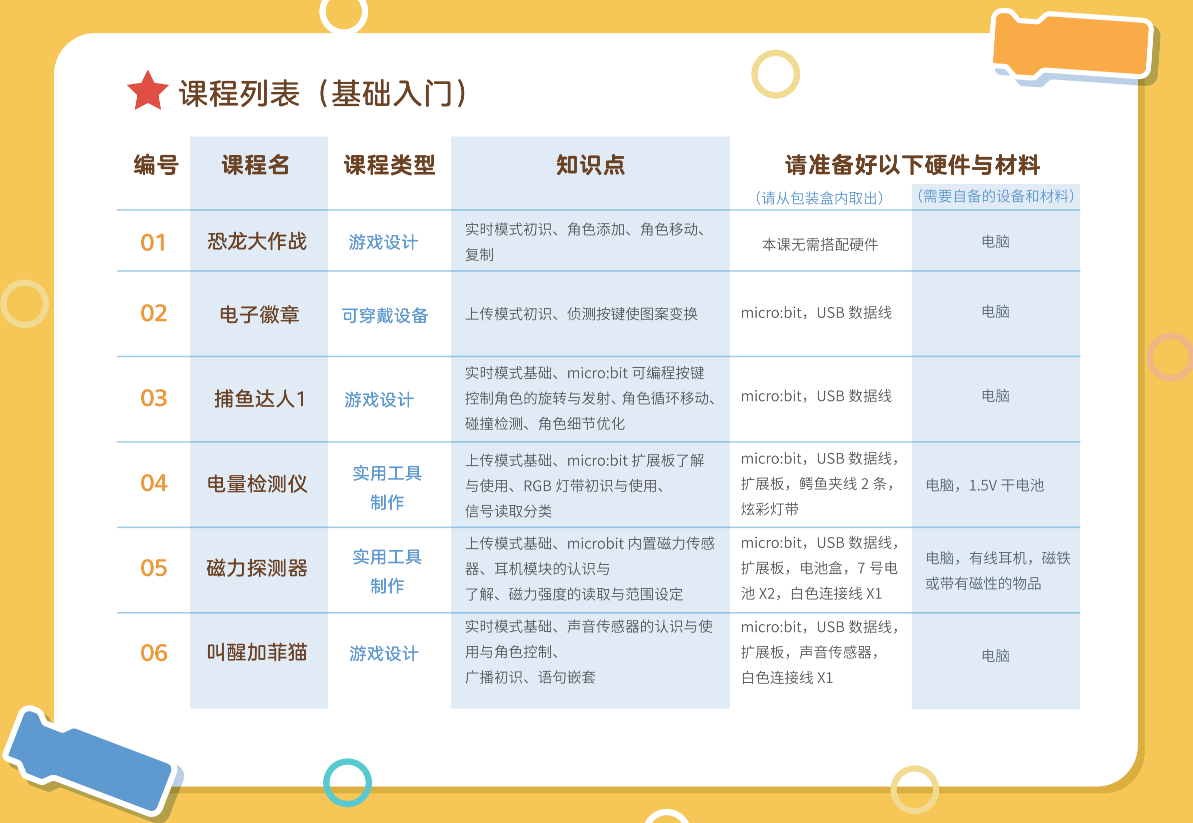 课程列表（基础入门）
编号 课程名 课程类型 知识点 请准备好以下硬件与材料
（请从包装盒内取出） （需要自备的设备和材料）
01 恐龙大作战 游戏设计
实时模式初识、角色添加、角色移动、
复制
本课无需搭配硬件
电脑
02 电子徽章 可穿戴设备
上传模式初识、侦测按键使图案变换
micro:bit，USB 数据线
电脑
03 捕鱼达人1 游戏设计
实时模式基础、micro:bit 可编程按键
控制角色的旋转与发射、角色循环移动、
碰撞检测、角色细节优化
micro:bit，USB 数据线
电脑
04 电量检测仪
实用工具
制作
上传模式基础、micro:bit 扩展板了解
与使用、RGB 灯带初识与使用、
信号读取分类
micro:bit，USB 数据线，
扩展板，鳄鱼夹线 2 条，
炫彩灯带
电脑，1.5V 干电池
05 磁力探测器
实用工具
制作
上传模式基础、microbit 内置磁力传感
器、耳机模块的认识与
了解、磁力强度的读取与范围设定
micro:bit，USB 数据线，
扩展板，电池盒，7 号电
池 X2，白色连接线 X1
电脑，有线耳机，磁铁
或带有磁性的物品
06 叫醒加菲猫 游戏设计
实时模式基础、声音传感器的认识与使
用与角色控制、
广播初识、语句嵌套
micro:bit，USB 数据线，
扩展板，声音传感器，
白色连接线 X1
电脑